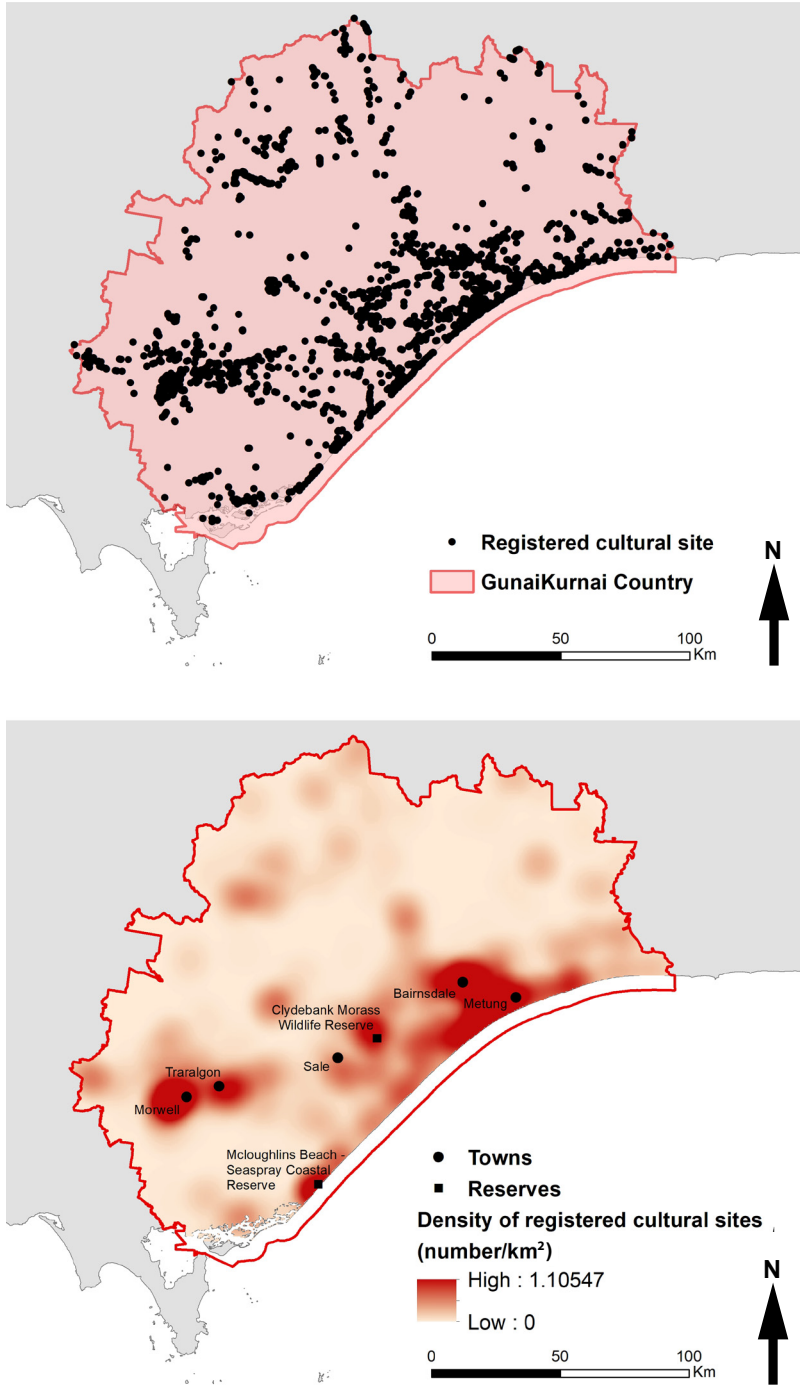 Registered cultural site
GunaiKurnai Country
N
0 50 100
Km
Bairnsdale
Metung
Clydebank Morass
Wildlife Reserve
Sale
Traralgon
Morwell
Mcloughlins Beach -
Seaspray Coastal
Reserve
Towns
Reserves
Density of registered cultural sites
(number/km²)
High : 1.10547
Low : 0
N
0 50 100
Km